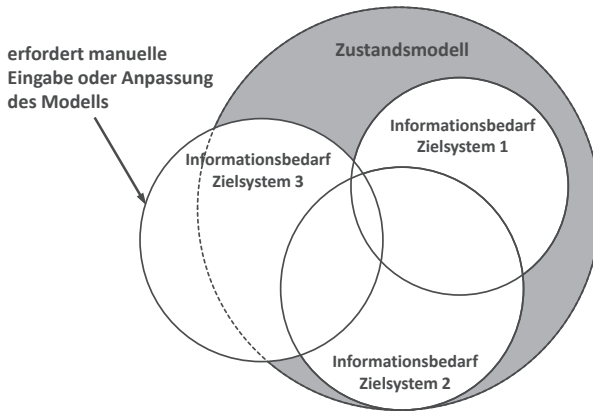 erfordert manuelle
Eingabe oder Anpassung
des Modells
Zustandsmodell
Informationsbedarf
Zielsystem 1
Informationsbedarf
Zielsystem 3
Informationsbedarf
Zielsystem 2